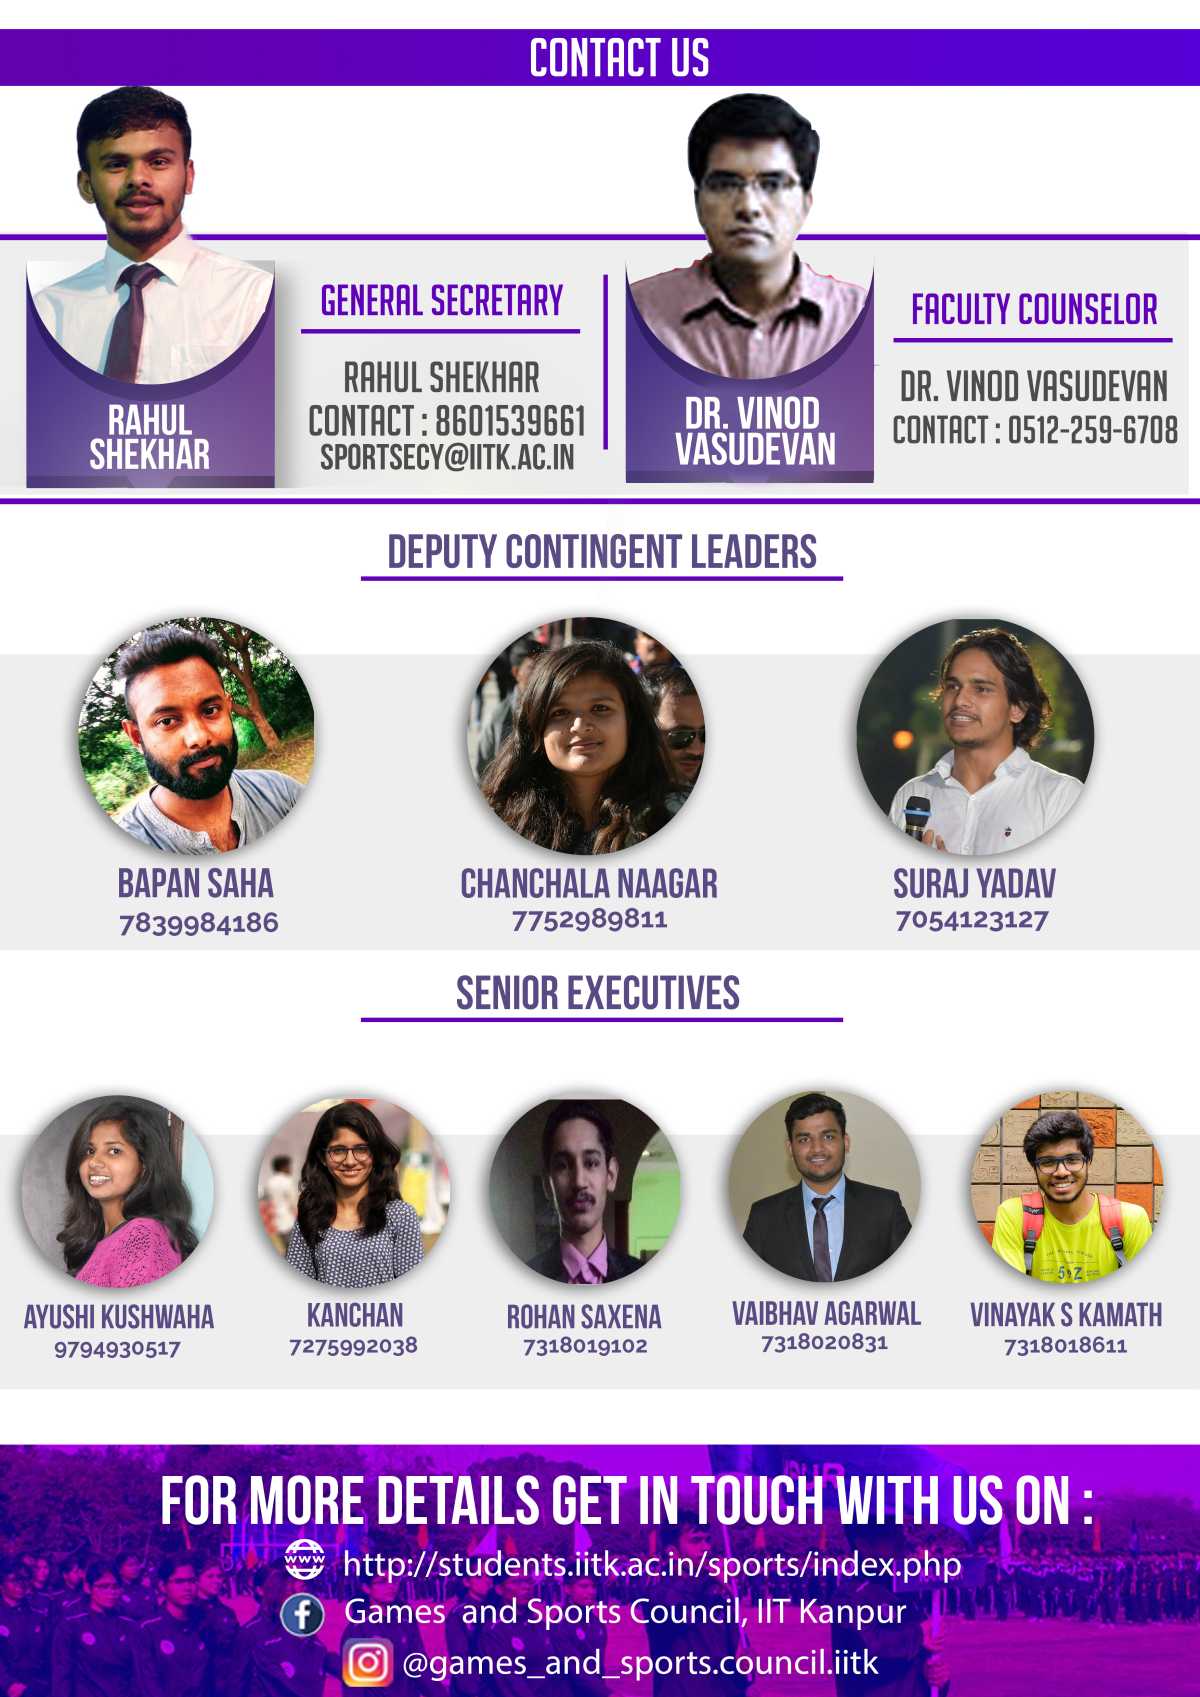 CONTACT US
GENERAL SECRETARY
RAHUL SHEKHAR
CONTACT : 8601539661
SPORTSECY@IITK.AC.IN
RAHUL
SHEKHAR
FACULTY COUNSELOR
DR. VINOD VASUDEVAN
CONTACT : 0512-259-6708
DR. VINOD
VASUDEVAN
DEPUTY CONTINGENT LEADERS
BAPAN SAHA
7839984186
CHANCHALA NAAGAR
7752989811
SURAJ YADAV
7054123127
SENIOR EXECUTIVES
AYUSHI KUSHWAHA
9794930517
KANCHAN
7275992038
ROHAN SAXENA
7318019102
VAIBHAV AGARWAL
7318020831
VINAYAK S KAMATH
7318018611
FOR MORE DETAILS GET IN TOUCH WITH US ON :
www http://students.iitk.ac.in/sports/index.php
f Games and Sports Council, IIT Kanpur
@games_and_sports.council.iitk